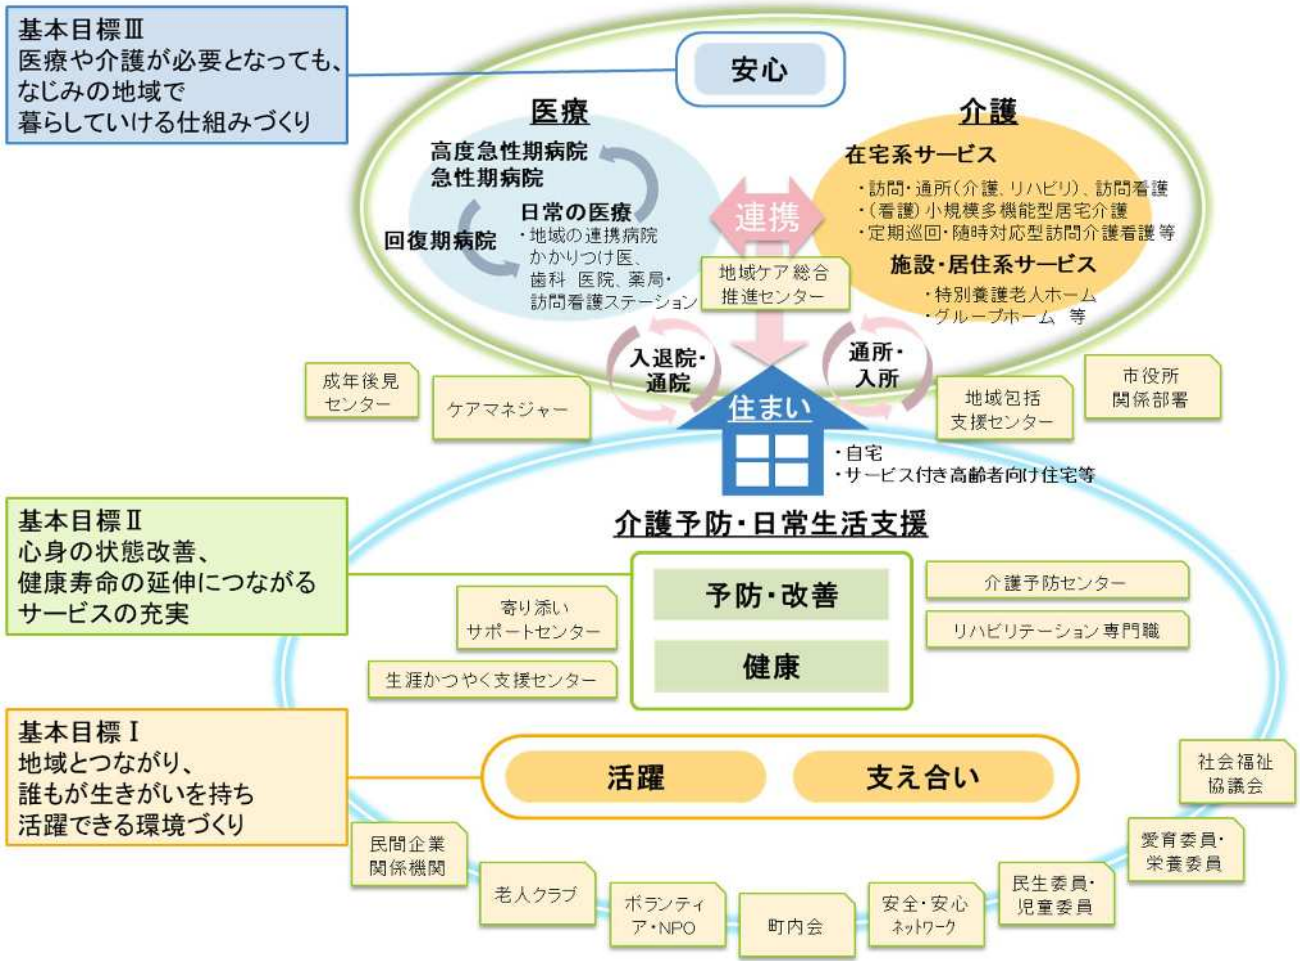 基本目標Ⅲ
医療や介護が必要となっても、
なじみの地域で
暮らしていける仕組みづくり
安心
医療
高度急性期病院
急性期病院
日常の医療
回復期病院
・地域の連携病院
かかりつけ医、
歯科 医院、薬局・
訪問看護ステーション
連携
地域ケア総合
推進センター
介護
在宅系サービス
・訪問・通所(介護、リハビリ)、訪問看護
・(看護)小規模多機能型居宅介護
・定期巡回・随時対応型訪問介護看護等
施設・居住系サービス
・特別養護老人ホーム
・グループホーム 等
入退院・
通院
通所・
入所
成年後見
センター
ケアマネジャー
地域包括
支援センター
市役所
関係部署
住まい
・自宅
・サービス付き高齢者向け住宅等
基本目標Ⅱ
心身の状態改善、
健康寿命の延伸につながる
サービスの充実
介護予防・日常生活支援
予防・改善
健康
寄り添い
サポートセンター
生涯かつやく支援センター
介護予防センター
リハビリテーション専門職
基本目標Ⅰ
地域とつながり、
誰もが生きがいを持ち
活躍できる環境づくり
活躍
支え合い
民間企業
関係機関
老人クラブ
ボランティ
ア・NPO
町内会
安全・安心
ネットワーク
民生委員・
児童委員
愛育委員・
栄養委員
社会福祉
協議会